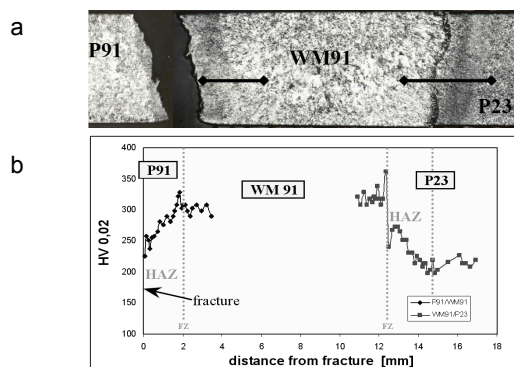 a
P91
WM91
P23
b
400
350
300
250
200
150
100
HV 0,02
P91
WM 91
P23
HAZ
HAZ
fracture
FZ
FZ
P91/WM91
WM91/P23
0
2
4
6
8
10
12
14
16
18
distance from fracture [mm]